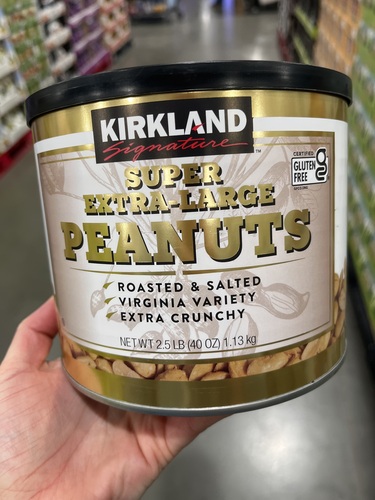 KIRKLAND
Signature™
CERTIFIED
GLUTEN
FREE
SUPER
EXTRA-LARGE
PEANUTS
ROASTED & SALTED
VIRGINIA VARIETY
EXTRA CRUNCHY
NET WT 2.5 LB (40 OZ) 1.13 kg